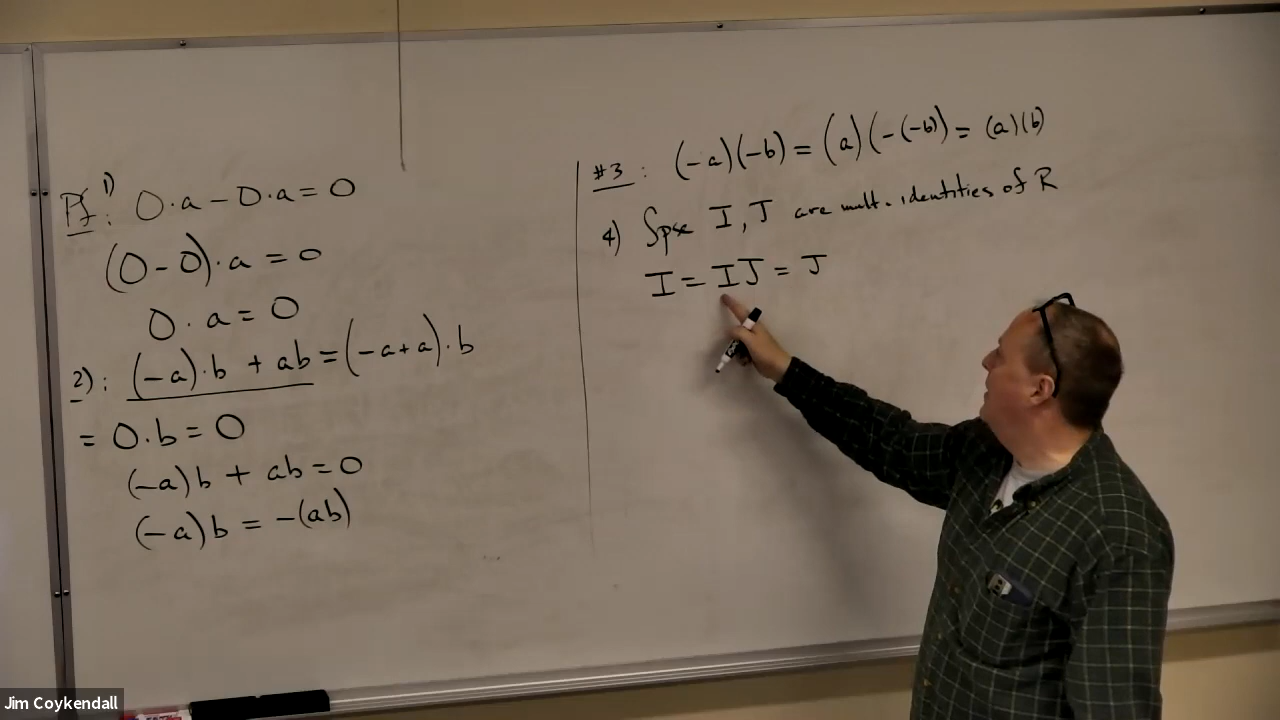 Pf: 1) 0·a - 0·a = 0
(0-0)·a = 0
0·a = 0
2): (-a)·b + ab = (-a+a)·b
= 0·b = 0
(-a)b + ab = 0
(-a)b = -(ab)
#3: (-a)(-b) = (a)(-(-b)) = (a)(b)
4) Spse I, J are mult. identities of R
I = IJ = J
Jim Coykendall